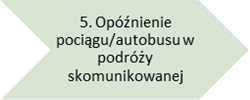 5. Opóźnienie
pociągu/autobusu w
podróży
skomunikowanej